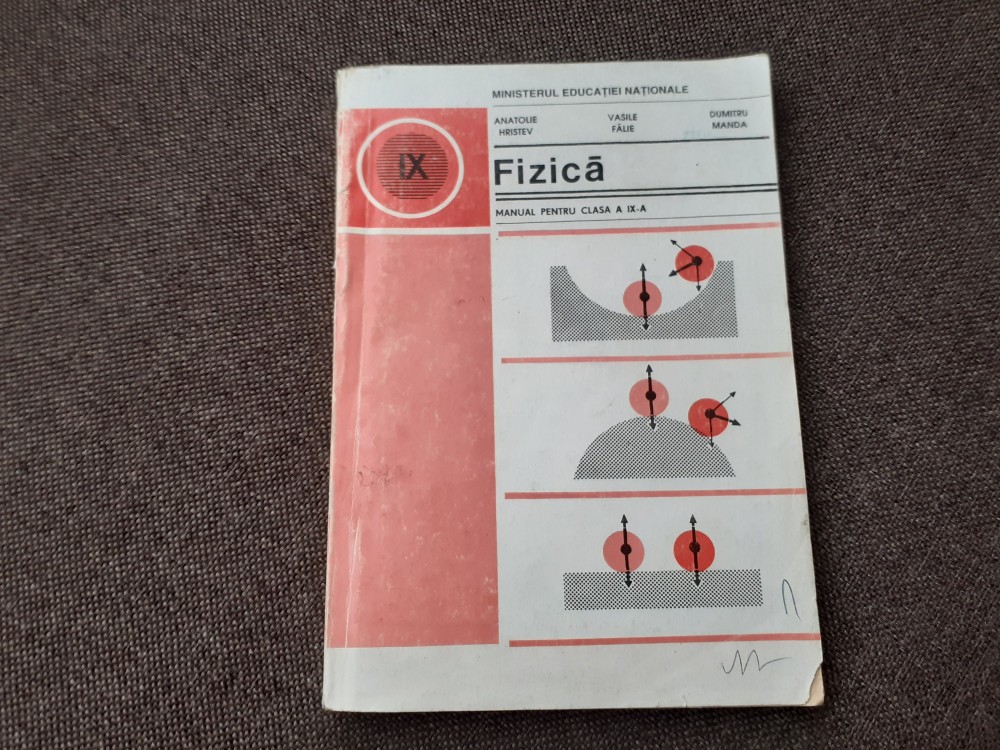 MINISTERUL EDUCAȚIEI NAȚIONALE
ANATOLIE HRISTEV
VASILE FĂLIE
DUMITRU MANDA
IX
Fizică
MANUAL PENTRU CLASA A IX-A